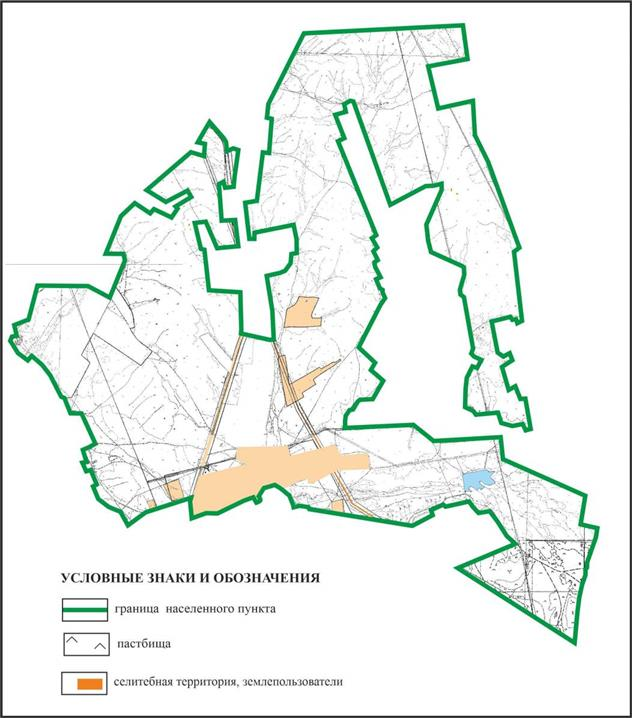 УСЛОВНЫЕ ЗНАКИ И ОБОЗНАЧЕНИЯ
граница населенного пункта
пастбища
селитебная территория, землепользователи